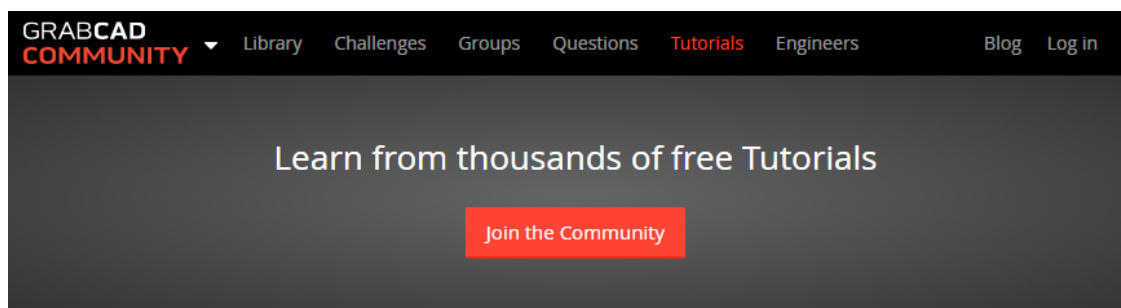 GRABCAD
COMMUNITY
Library Challenges Groups Questions Tutorials Engineers Blog Log in
Learn from thousands of free Tutorials
Join the Community